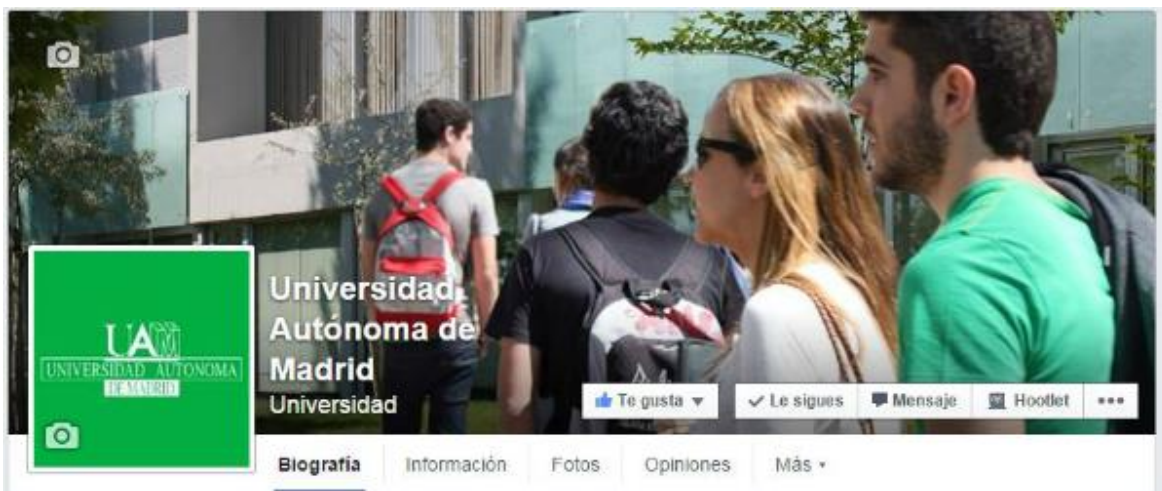 UAM
UNIVERSIDAD AUTONOMA
DE MADRID
Universidad
Autónoma de
Madrid
Universidad
Te gusta
Le sigues
Mensaje
Hootlet
Biografía
Información
Fotos
Opiniones
Más